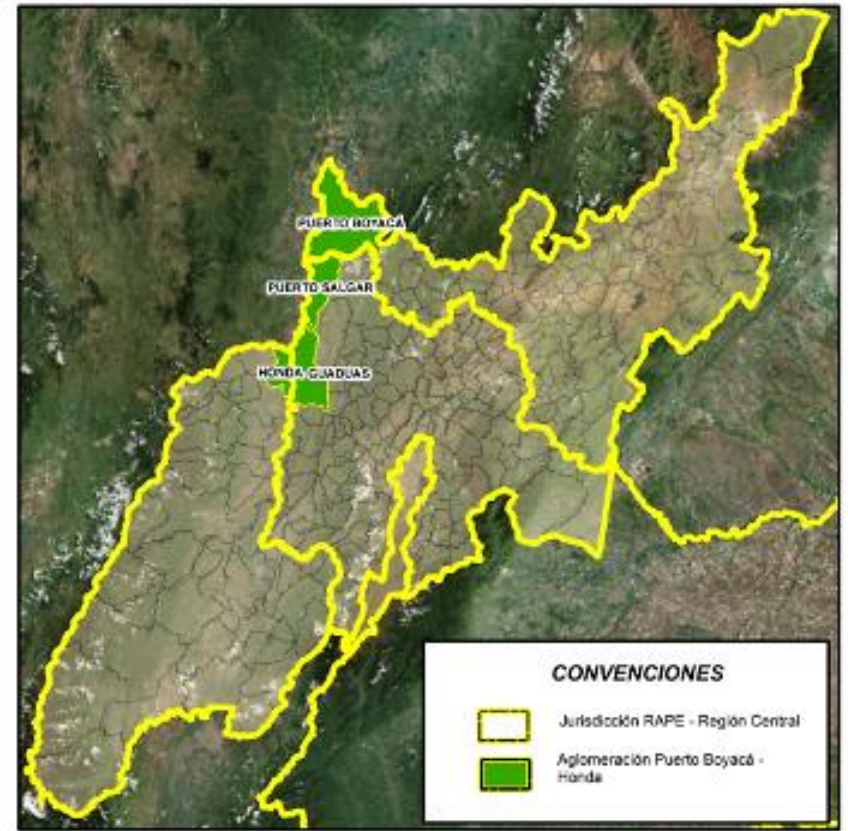 PUERTO BOYACÁ
PUERTO SALGAR
HONDA GUADUAS
CONVENCIONES
Jurisdicción RAPE - Región Central
Aglomeración Puerto Boyacá -
Honda